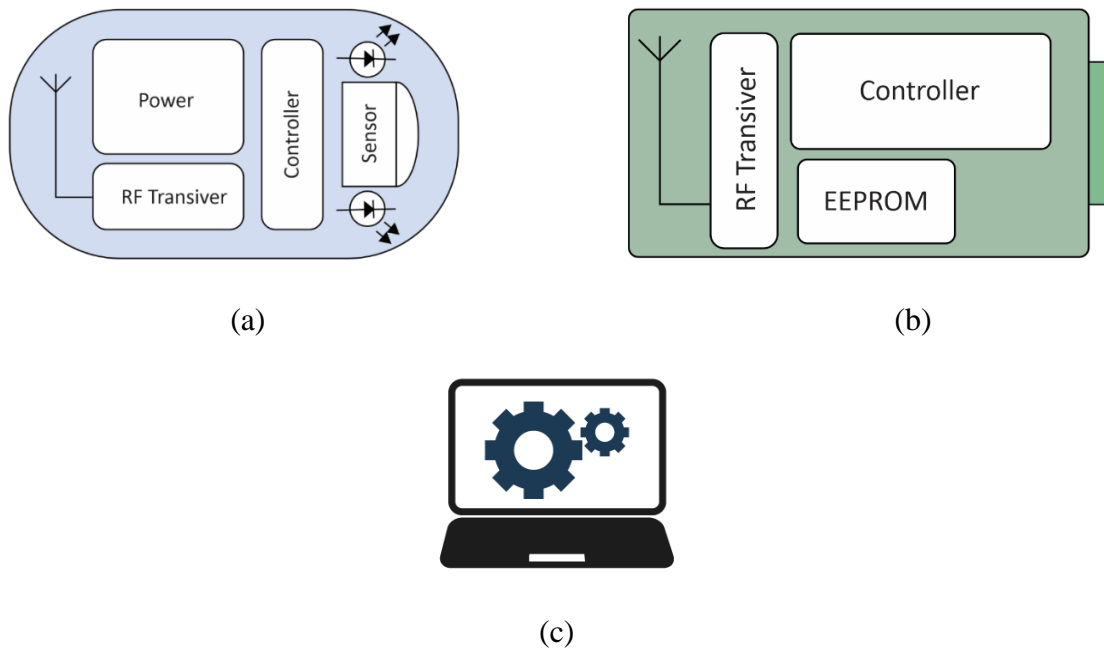 Power
RF Transiver
Controller
Sensor
(a)
RF Transiver
Controller
EEPROM
(b)
(c)